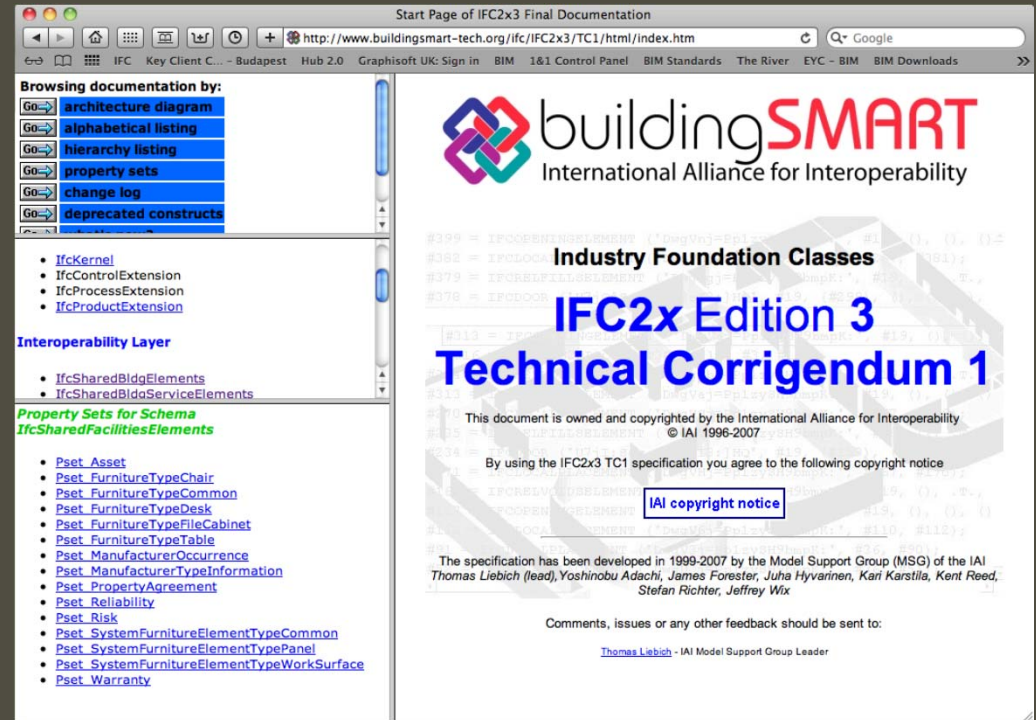 Start Page of IFC2x3 Final Documentation
http://www.buildingsmart-tech.org/ifc/IFC2x3/TC1/html/index.htm
Google
IFC Key Client C... – Budapest Hub 2.0 Graphisoft UK: Sign in BIM 1&1 Control Panel BIM Standards The River EYC – BIM BIM Downloads
Browsing documentation by:
Go architecture diagram
Go alphabetical listing
Go hierarchy listing
Go property sets
Go change log
Go deprecated constructs
IfcKernel
IfcControlExtension
IfcProcessExtension
IfcProductExtension
Interoperability Layer
IfcSharedBldgElements
IfcSharedBldgServiceElements
Property Sets for Schema
IfcSharedFacilitiesElements
Pset_Asset
Pset_FurnitureTypeChair
Pset_FurnitureTypeCommon
Pset_FurnitureTypeDesk
Pset_FurnitureTypeFileCabinet
Pset_FurnitureTypeTable
Pset_ManufacturerOccurrence
Pset_ManufacturerTypeInformation
Pset_PropertyAgreement
Pset_Reliability
Pset_Risk
Pset_SystemFurnitureElementTypeCommon
Pset_SystemFurnitureElementTypePanel
Pset_SystemFurnitureElementTypeWorkSurface
Pset_Warranty
buildingSMART
International Alliance for Interoperability
Industry Foundation Classes
IFC2x Edition 3
Technical Corrigendum 1
This document is owned and copyrighted by the International Alliance for Interoperability
© IAI 1996-2007
By using the IFC2x3 TC1 specification you agree to the following copyright notice
IAI copyright notice
The specification has been developed in 1999-2007 by the Model Support Group (MSG) of the IAI
Thomas Liebich (lead),Yoshinobu Adachi, James Forester, Juha Hyvarinen, Kari Karstila, Kent Reed,
Stefan Richter, Jeffrey Wix
Comments, issues or any other feedback should be sent to:
Thomas Liebich - IAI Model Support Group Leader